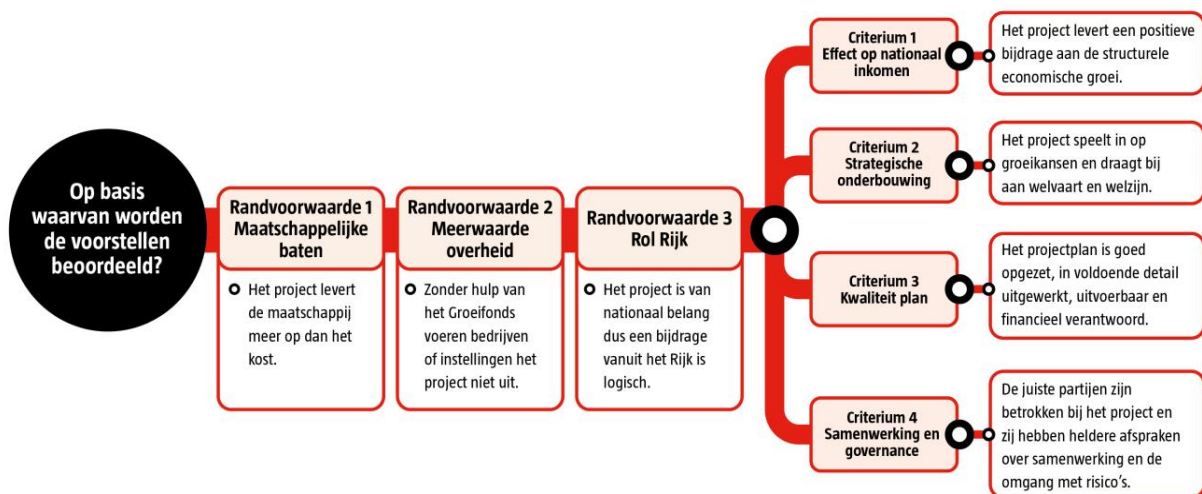 Op basis
waarvan worden
de voorstellen
beoordeeld?
Randvoorwaarde 1
Maatschappelijke
baten
Het project levert
de maatschappij
meer op dan het
kost.
Randvoorwaarde 2
Meerwaarde
overheid
Zonder hulp van
het Groeifonds
voeren bedrijven
of instellingen het
project niet uit.
Randvoorwaarde 3
Rol Rijk
Het project is van
nationaal belang
dus een bijdrage
vanuit het Rijk is
logisch.
Criterium 1
Effect op nationaal
inkomen
Het project levert een positieve
bijdrage aan de structurele
economische groei.
Criterium 2
Strategische
onderbouwing
Het project speelt in op
groeikansen en draagt bij
aan welvaart en welzijn.
Criterium 3
Kwaliteit plan
Het projectplan is goed
opgezet, in voldoende detail
uitgewerkt, uitvoerbaar en
financieel verantwoord.
Criterium 4
Samenwerking en
governance
De juiste partijen zijn
betrokken bij het project en
zij hebben heldere afspraken
over samenwerking en de
omgang met risico's.